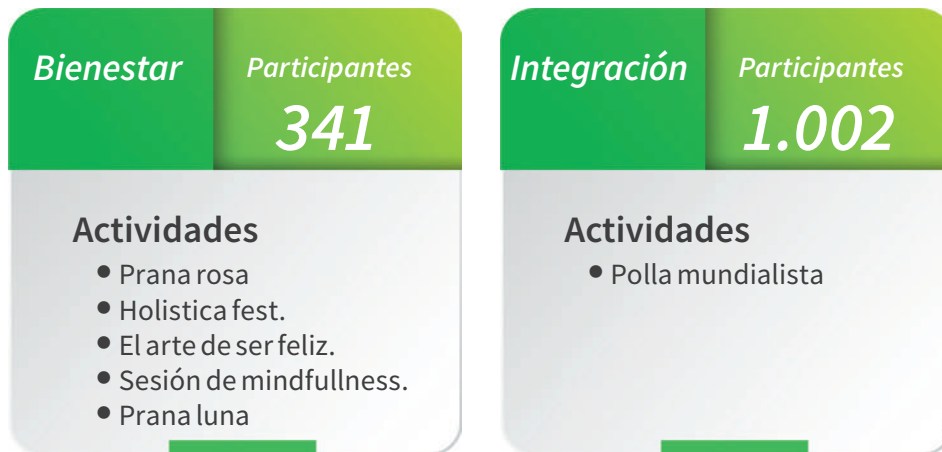 Bienestar
Participantes
341
Actividades
• Prana rosa
• Holistica fest.
• El arte de ser feliz.
• Sesión de mindfullness.
• Prana luna
Integración
Participantes
1.002
Actividades
• Polla mundialista